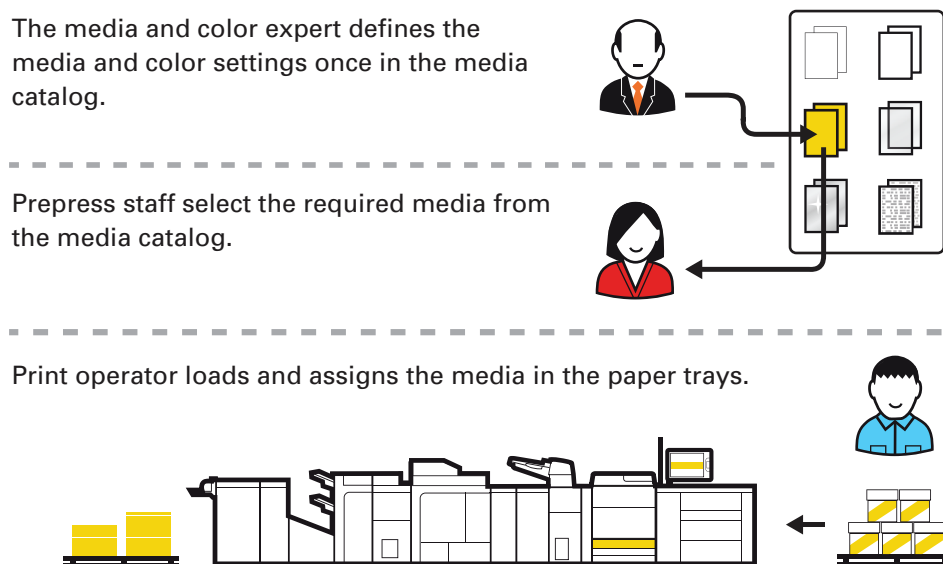 The media and color expert defines the
media and color settings once in the media
catalog.
Prepress staff select the required media from
the media catalog.
Print operator loads and assigns the media in the paper trays.